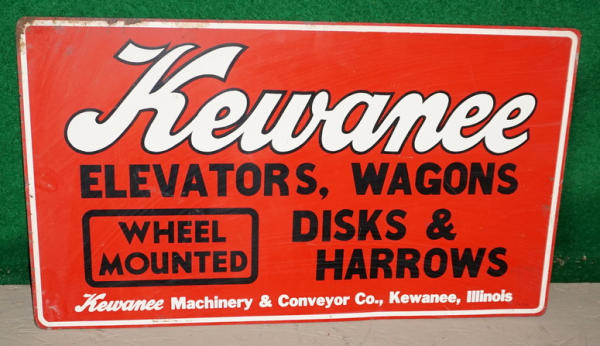 Kewanee
ELEVATORS, WAGONS
WHEEL
MOUNTED
DISKS &
HARROWS
Kewanee Machinery & Conveyor Co., Kewanee, Illinois